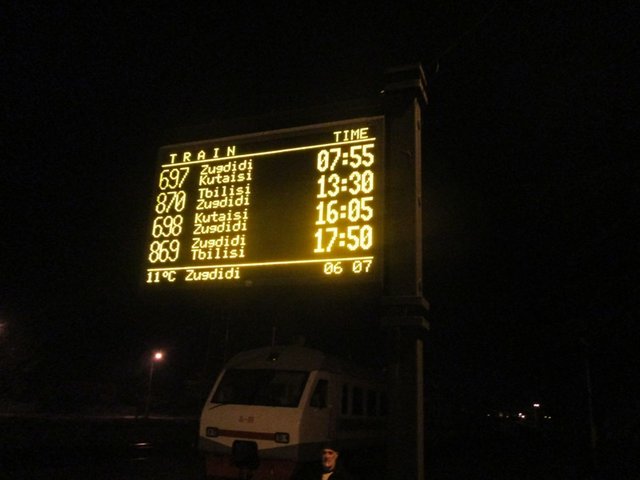 TRAIN TIME
697 Zugdidi Kutaisi 07:55
870 Tbilisi Zugdidi 13:30
698 Kutaisi Zugdidi 16:05
869 Zugdidi Tbilisi 17:50
11°C Zugdidi 06 07